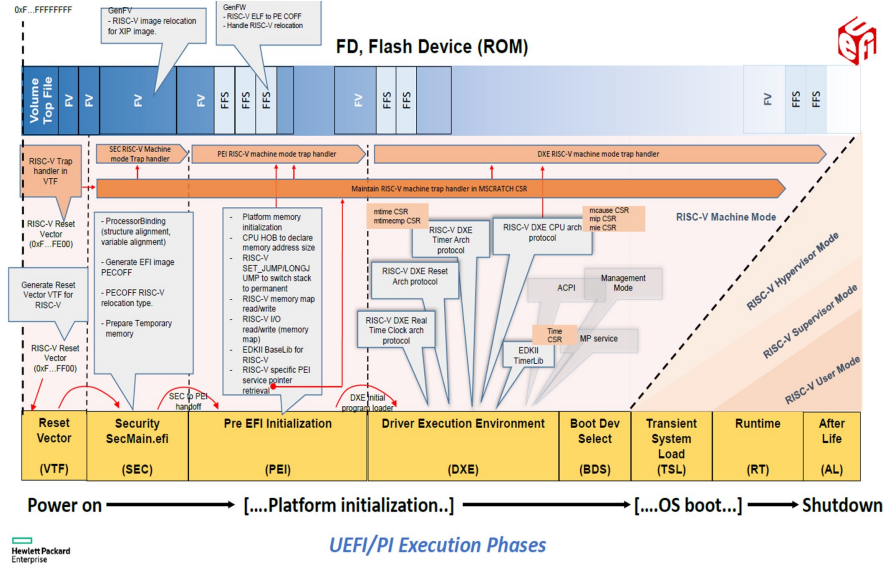 0xF...FFFFFFFF
GenFV
- RISC-V image relocation
for XIP image.
GenFW
- RISC-V ELF to PE COFF
- Handle RISC-V relocation
FD, Flash Device (ROM)
UEFI
Volume
Top File
FV
FV
FV
FV
FFS
FFS
FFS
FV
FV
FFS
FFS
RISC-V Trap
handler in
VTF
SEC RISC-V Machine
mode Trap handler
PEI RISC-V machine mode trap handler
DXE RISC-V machine mode trap handler
Maintain RISC-V machine trap handler in MSCRATCH CSR
RISC-V Reset
Vector
(0xF...FE00)
Generate Reset
Vector VTF for
RISC-V
RISC-V Reset
Vector
(0xF...FF00)
- ProcessorBinding
(structure alignment,
variable alignment)
- Generate EFI image
PECOFF
- PECOFF RISC-V
relocation type.
- Prepare Temporary
memory
- Platform memory
initialization
- CPU HOB to declare
memory address size
- RISC-V
SET_JUMP/LONGJ
UMP to switch stack to
permanent
- RISC-V memory map
read/write
- RISC-V I/O
read/write (memory
map)
- EDKII BaseLib for
RISC-V
- RISC-V specific PEI
service pointer
retrieval
mtime CSR
mtimecmp CSR
RISC-V DXE
Timer Arch
protocol
RISC-V DXE CPU arch
protocol
mcause CSR
mip CSR
mie CSR
RISC-V DXE Reset
Arch protocol
RISC-V DXE Real
Time Clock arch
protocol
ACPI
Management
Mode
Time
CSR
EDKII
TimerLib
MP service
RISC-V Machine Mode
RISC-V Hypervisor Mode
RISC-V Supervisor Mode
RISC-V User Mode
SEC to PEI
handoff
DXE initial
program loader
Reset
Vector
(VTF)
Security
SecMain.efi
(SEC)
Pre EFI Initialization
(PEI)
Driver Execution Environment
(DXE)
Boot Dev
Select
(BDS)
Transient
System
Load
(TSL)
Runtime
(RT)
After
Life
(AL)
Power on
[....Platform initialization..]
[....OS boot...]
Shutdown
UEFI/PI Execution Phases
Hewlett Packard
Enterprise